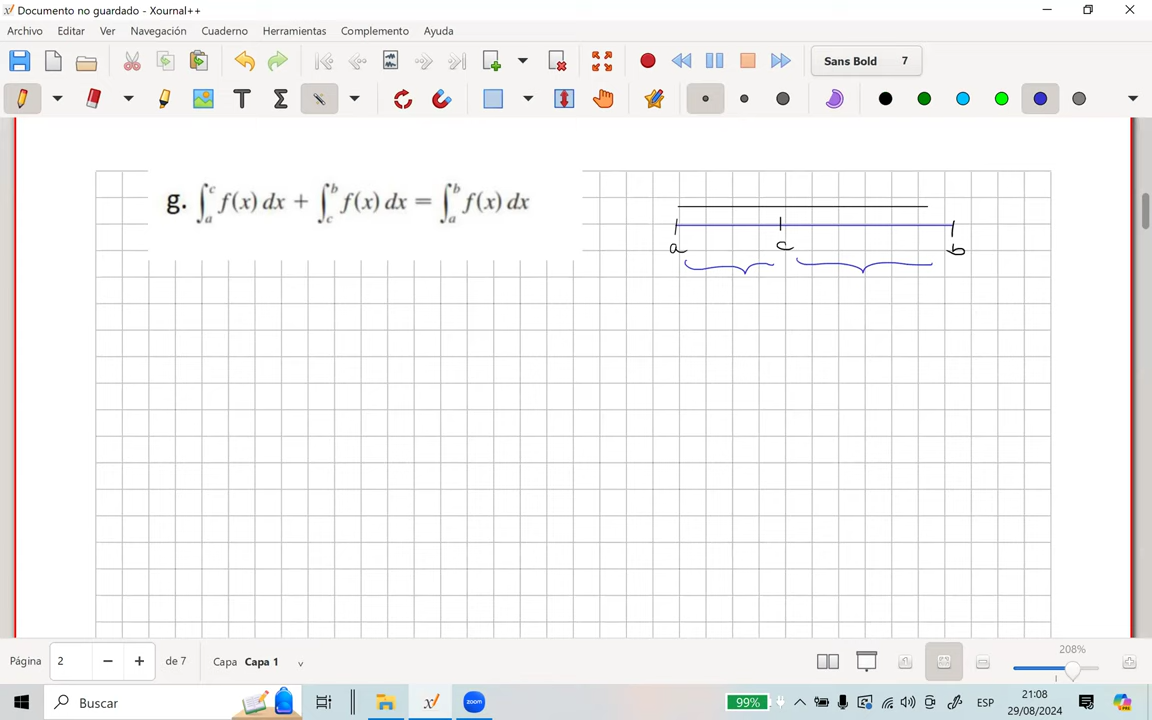 Documento no guardado - Xournal++
Archivo Editar Ver Navegación Cuaderno Herramientas Complemento Ayuda
Sans Bold 7
g. ∫_a^c f(x) dx + ∫_c^b f(x) dx = ∫_a^b f(x) dx
a c b
Página 2 de 7 Capa Capa 1 208%
Buscar
99%
ESP
21:08
29/08/2024